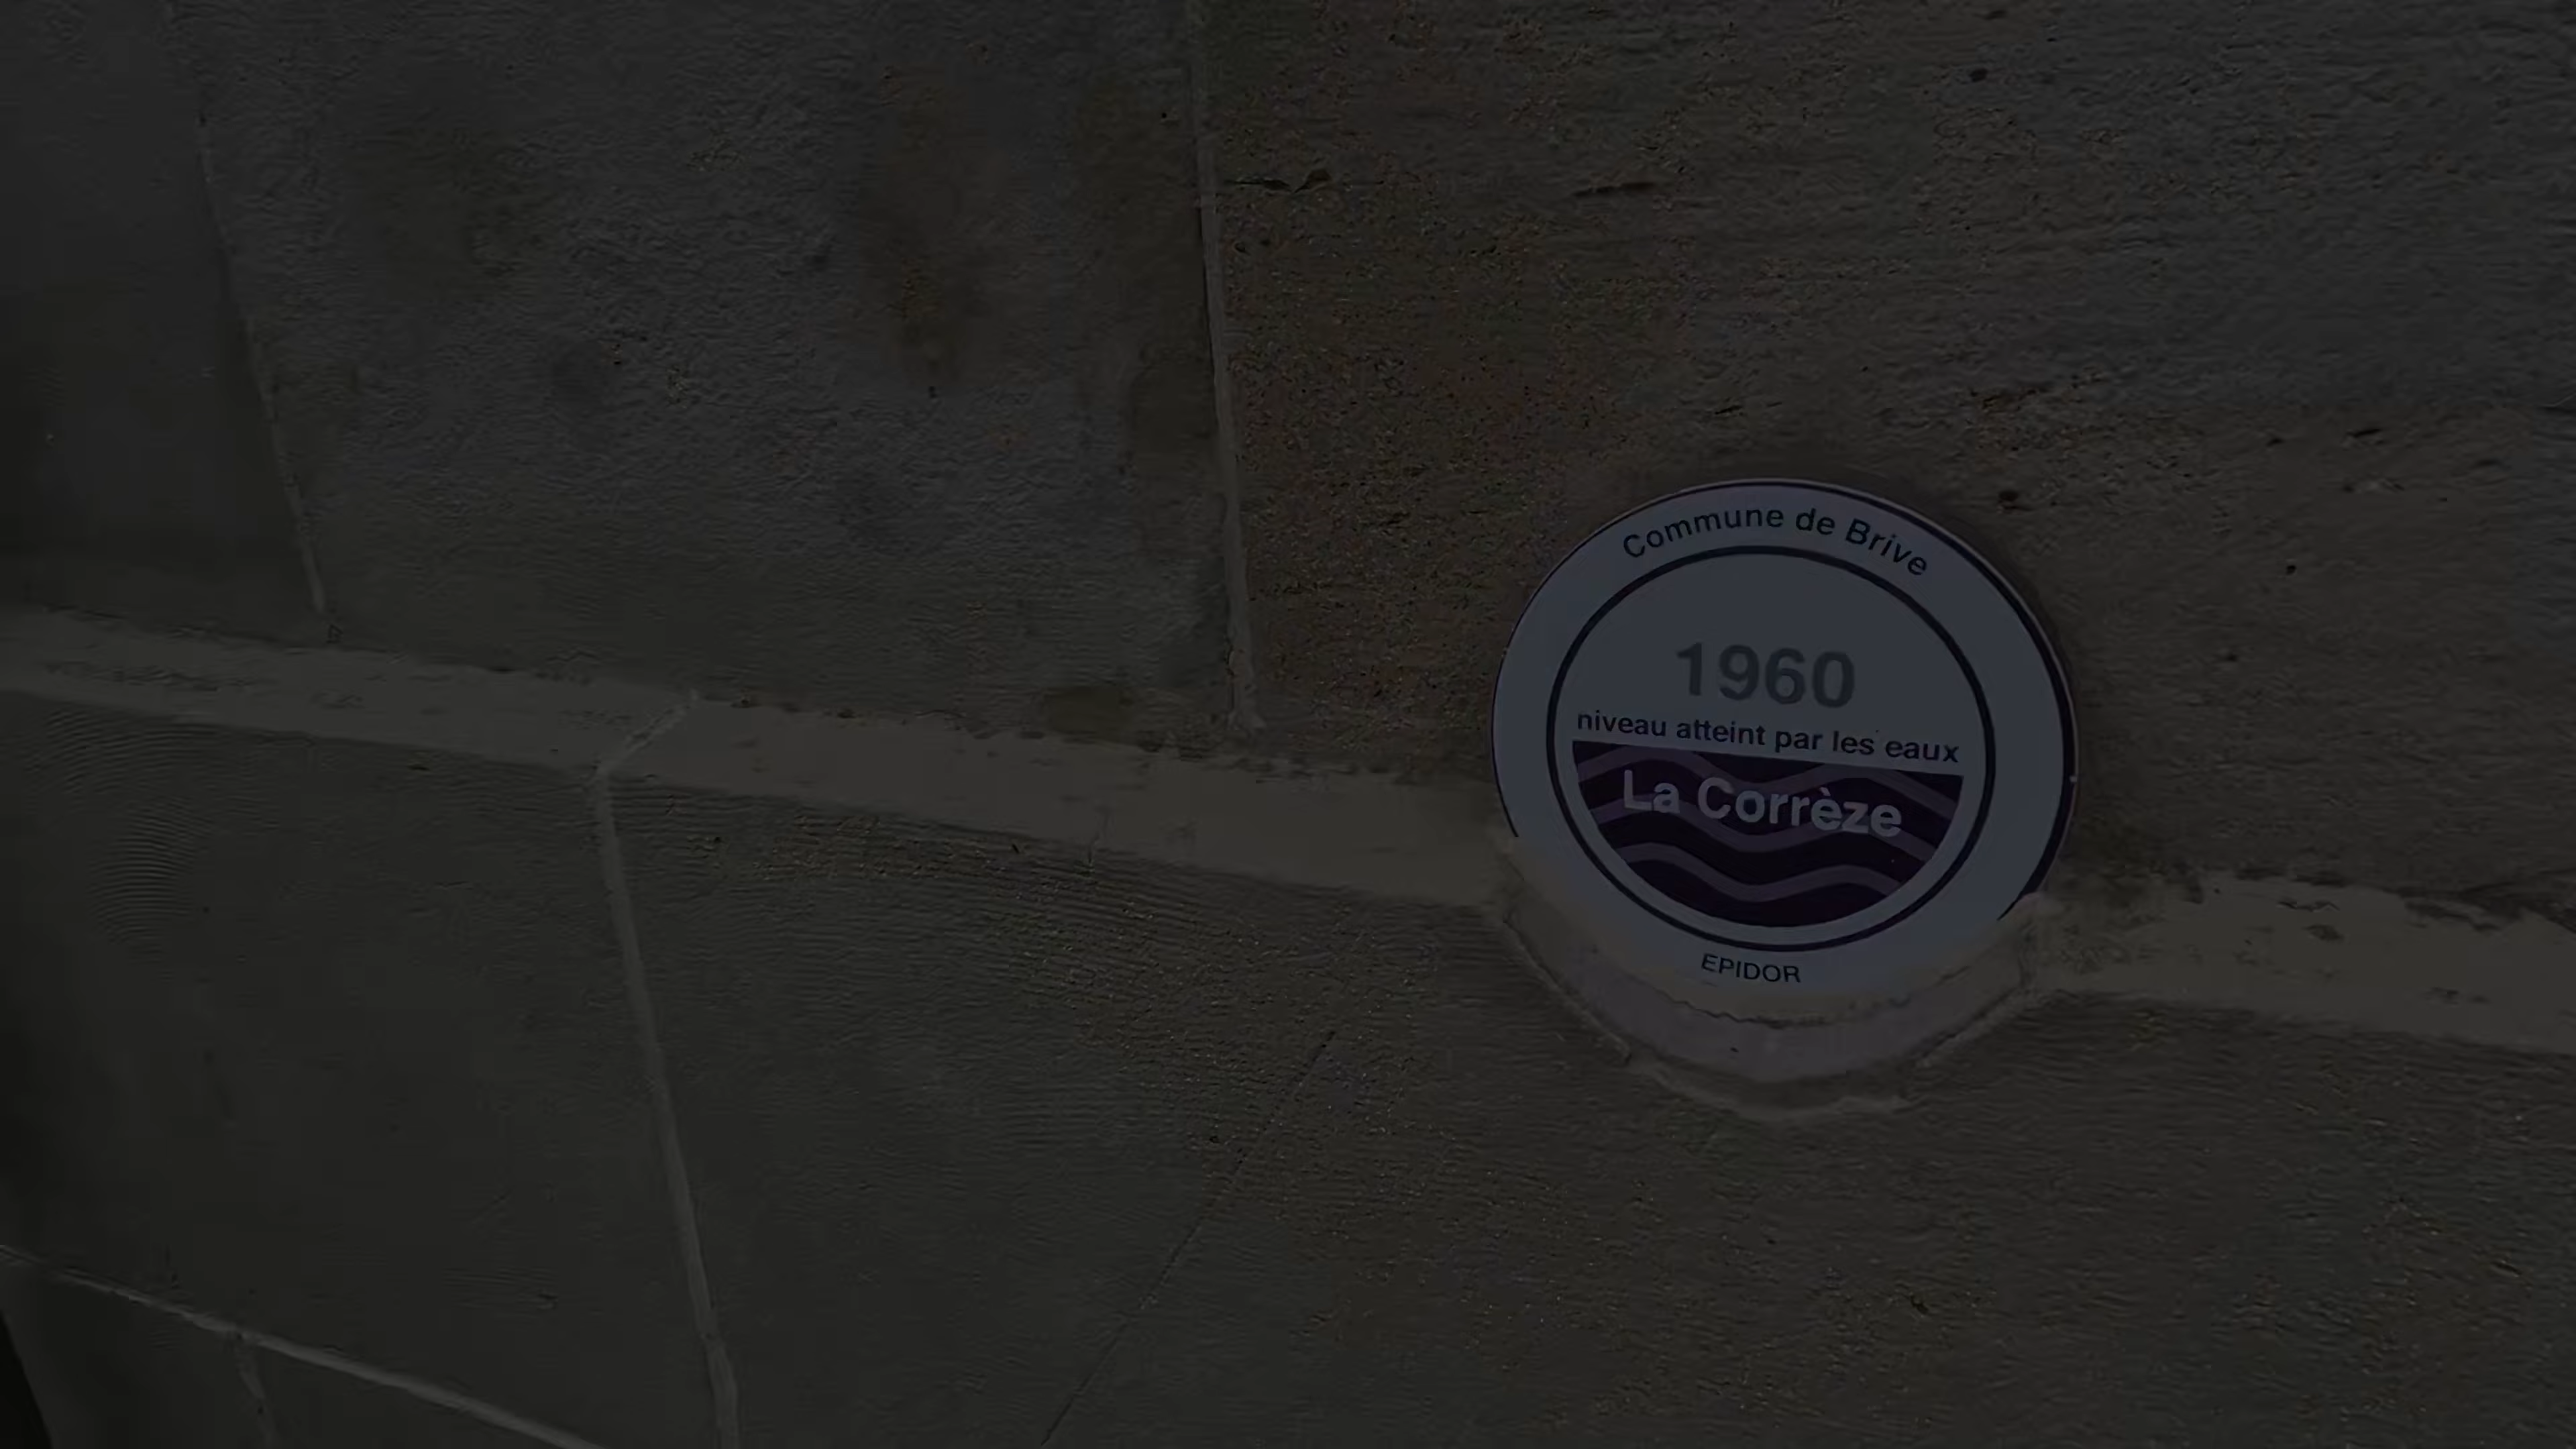 Commune de Brive
1960
niveau atteint par les eaux
La Corrèze
EPIDOR